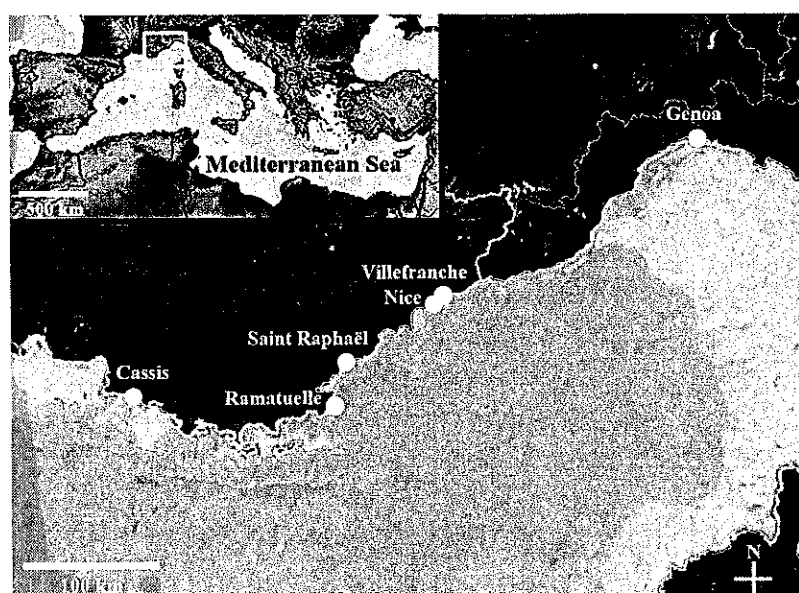 Mediterranean Sea
500 km
Genoa
Villefranche
Nice
Saint Raphaël
Cassis
Ramatuelle
100 km
N